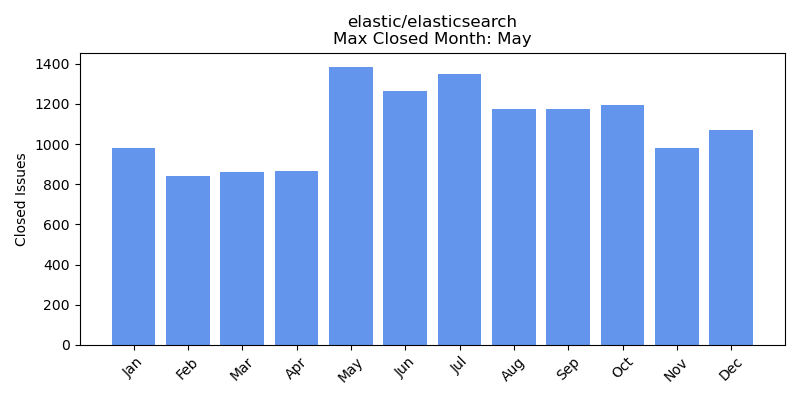 elastic/elasticsearch
Max Closed Month: May
Closed Issues
1400
1200
1000
800
600
400
200
0
Jan
Feb
Mar
Apr
May
Jun
Jul
Aug
Sep
Oct
Nov
Dec